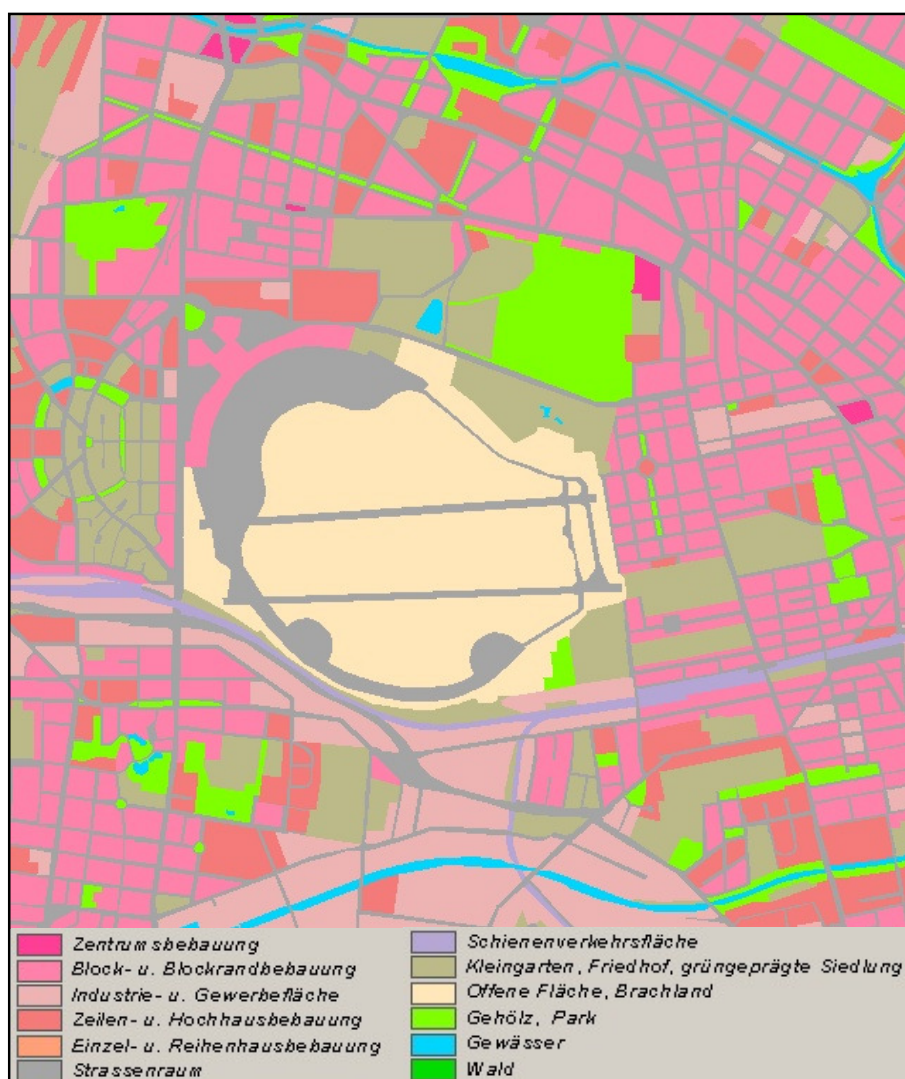 Zentrumsbebauung
Block- u. Blockrandbebauung
Industrie- u. Gewerbefläche
Zeilen- u. Hochhausbebauung
Einzel- u. Reihenhausbebauung
Strassenraum
Schienenverkehrsfläche
Kleingarten, Friedhof, grüngeprägte Siedlung
Offene Fläche, Brachland
Gehölz, Park
Gewässer
Wald